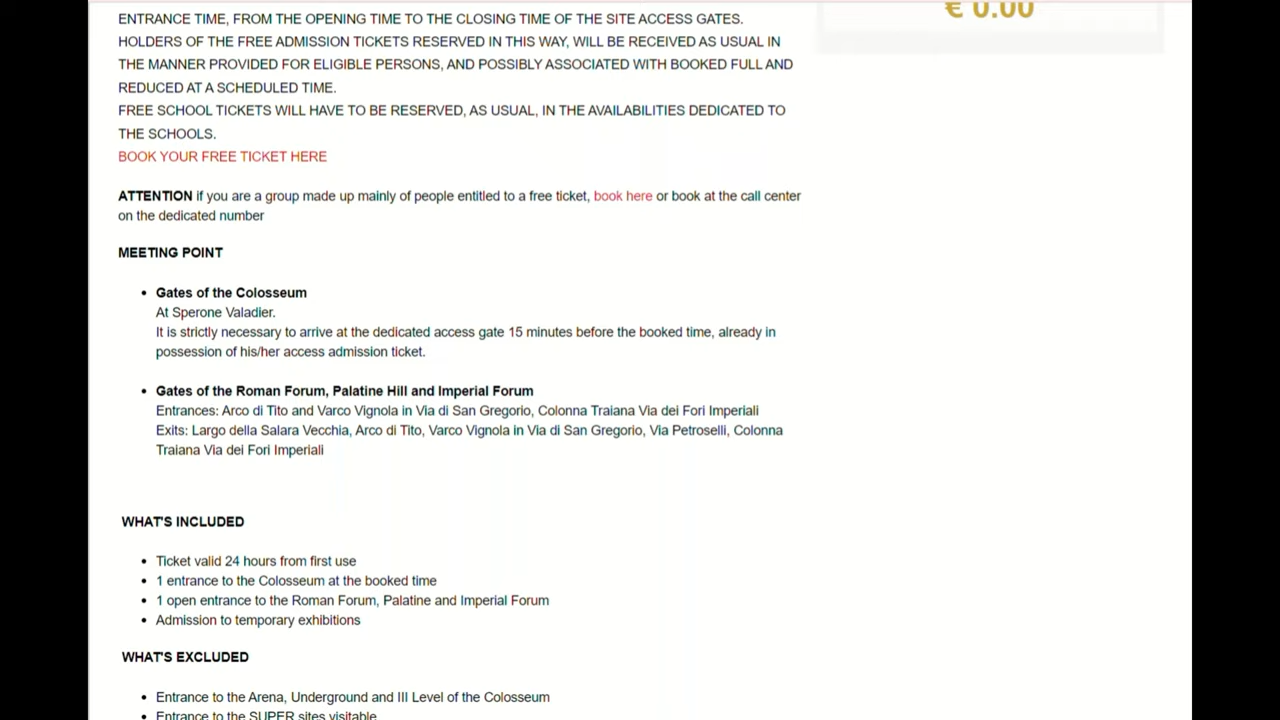 ENTRANCE TIME, FROM THE OPENING TIME TO THE CLOSING TIME OF THE SITE ACCESS GATES.
€ 0.00
HOLDERS OF THE FREE ADMISSION TICKETS RESERVED IN THIS WAY, WILL BE RECEIVED AS USUAL IN
THE MANNER PROVIDED FOR ELIGIBLE PERSONS, AND POSSIBLY ASSOCIATED WITH BOOKED FULL AND
REDUCED AT A SCHEDULED TIME.
FREE SCHOOL TICKETS WILL HAVE TO BE RESERVED, AS USUAL, IN THE AVAILABILITIES DEDICATED TO
THE SCHOOLS.
BOOK YOUR FREE TICKET HERE
ATTENTION if you are a group made up mainly of people entitled to a free ticket, book here or book at the call center
on the dedicated number
MEETING POINT
• Gates of the Colosseum
At Sperone Valadier.
It is strictly necessary to arrive at the dedicated access gate 15 minutes before the booked time, already in
possession of his/her access admission ticket.
• Gates of the Roman Forum, Palatine Hill and Imperial Forum
Entrances: Arco di Tito and Varco Vignola in Via di San Gregorio, Colonna Traiana Via dei Fori Imperiali
Exits: Largo della Salara Vecchia, Arco di Tito, Varco Vignola in Via di San Gregorio, Via Petroselli, Colonna
Traiana Via dei Fori Imperiali
WHAT'S INCLUDED
• Ticket valid 24 hours from first use
• 1 entrance to the Colosseum at the booked time
• 1 open entrance to the Roman Forum, Palatine and Imperial Forum
• Admission to temporary exhibitions
WHAT'S EXCLUDED
• Entrance to the Arena, Underground and III Level of the Colosseum
• Entrance to the SUPER sites visitable